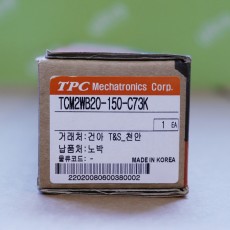 TPC Mechatronics Corp.
TCM2WB20-150-C73K
1 EA
거래처: 건아 T&S_천안
납품처: 노박
물류코드: -
MADE IN KOREA
22020080600380002